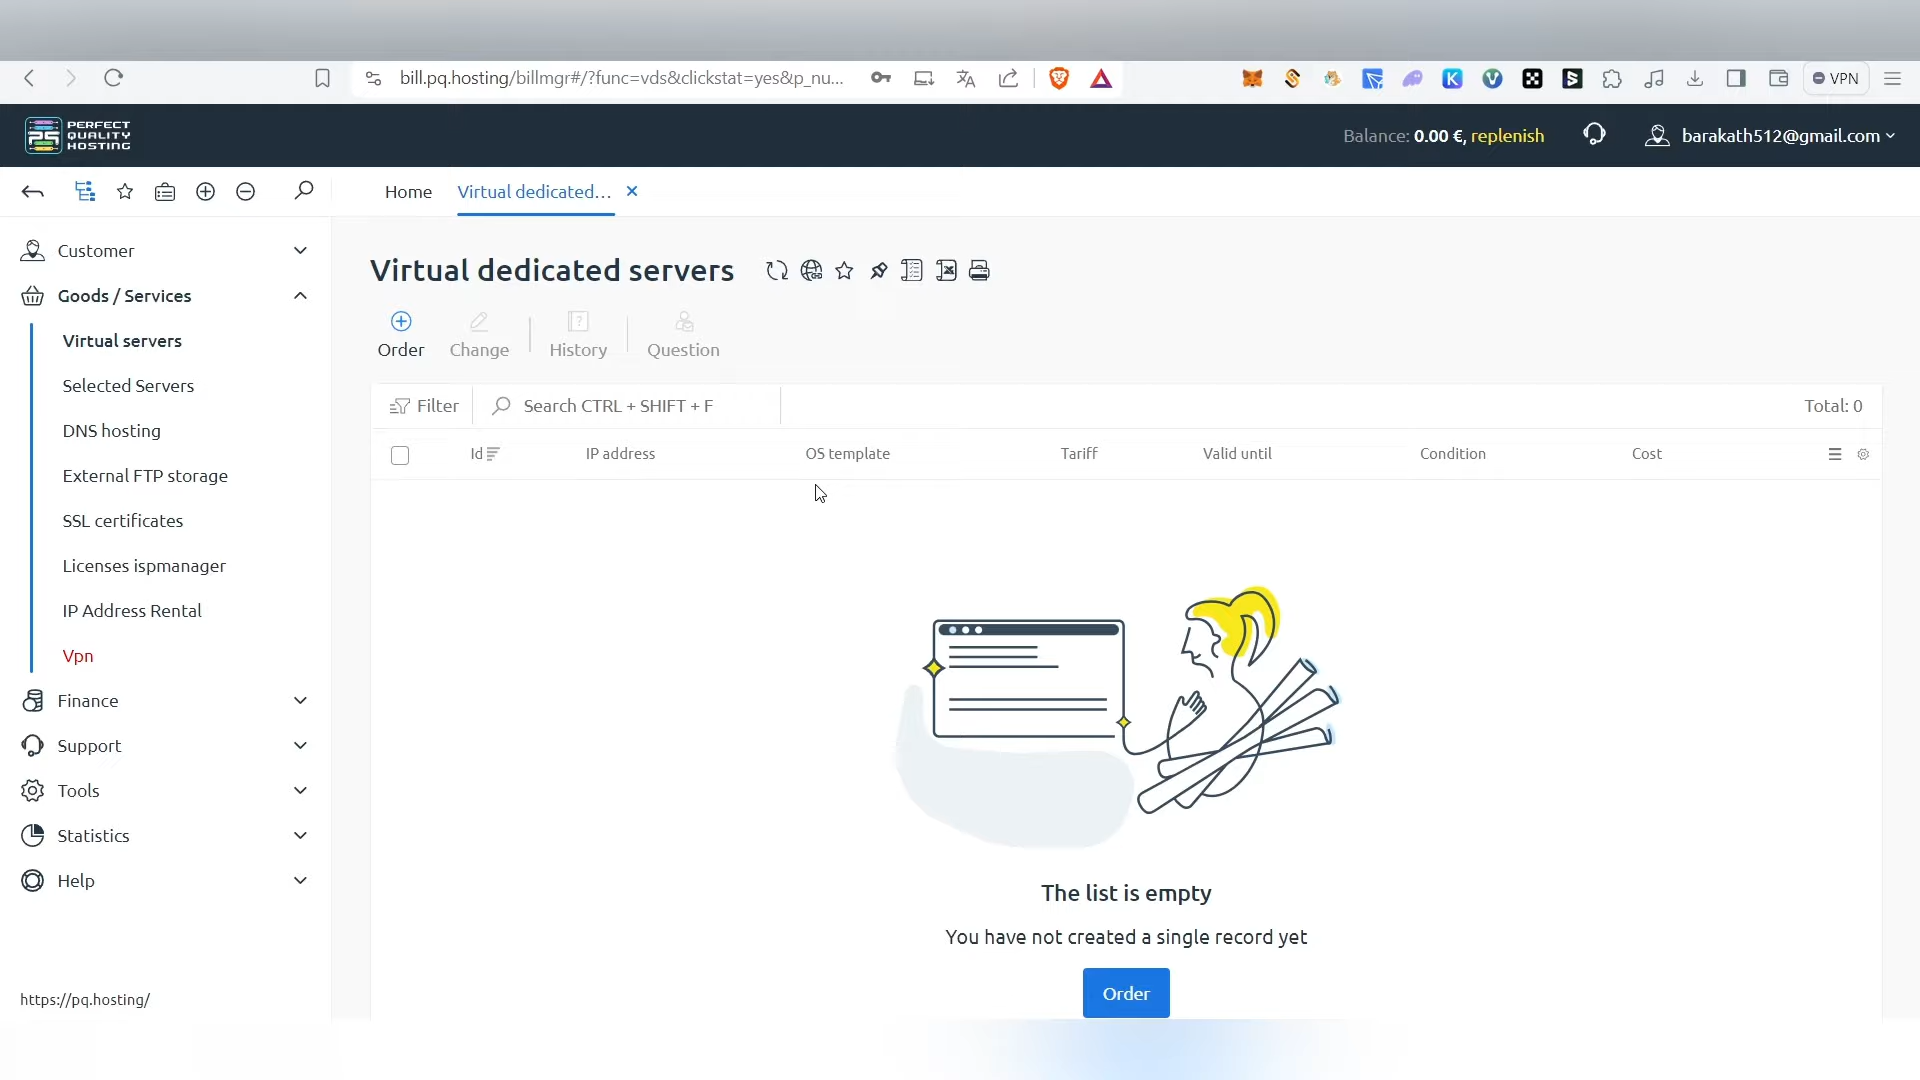 bill.pq.hosting/billmgr#/?func=vds&clickstat=yes&p_nu...
VPN
PERFECT
QUALITY
HOSTING
Balance: 0.00 €, replenish
barakath512@gmail.com
Home
Virtual dedicated...
Customer
Goods / Services
Virtual servers
Selected Servers
DNS hosting
External FTP storage
SSL certificates
Licenses ispmanager
IP Address Rental
Vpn
Finance
Support
Tools
Statistics
Help
https://pq.hosting/
Virtual dedicated servers
Order
Change
History
Question
Filter
Search CTRL + SHIFT + F
Total: 0
Id
IP address
OS template
Tariff
Valid until
Condition
Cost
The list is empty
You have not created a single record yet
Order